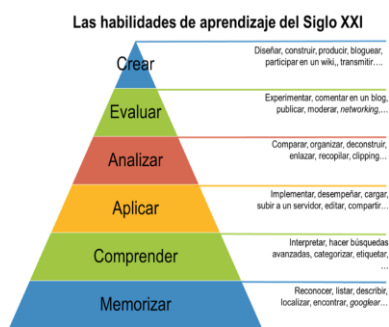 Las habilidades de aprendizaje del Siglo XXI
Crear
Diseñar, construir, producir, bloguear,
participar en un wiki,, transmitir….
Evaluar
Experimentar, comentar en un blog,
publicar, moderar, networking,…
Analizar
Comparar, organizar, deconstruir,
enlazar, recopilar, clipping…
Aplicar
Implementar, desempeñar, cargar,
subir a un servidor, editar, compartir…
Comprender
Interpretar, hacer búsquedas
avanzadas, categorizar, etiquetar,
…
Memorizar
Reconocer, listar, describir,
localizar, encontrar, googlear…